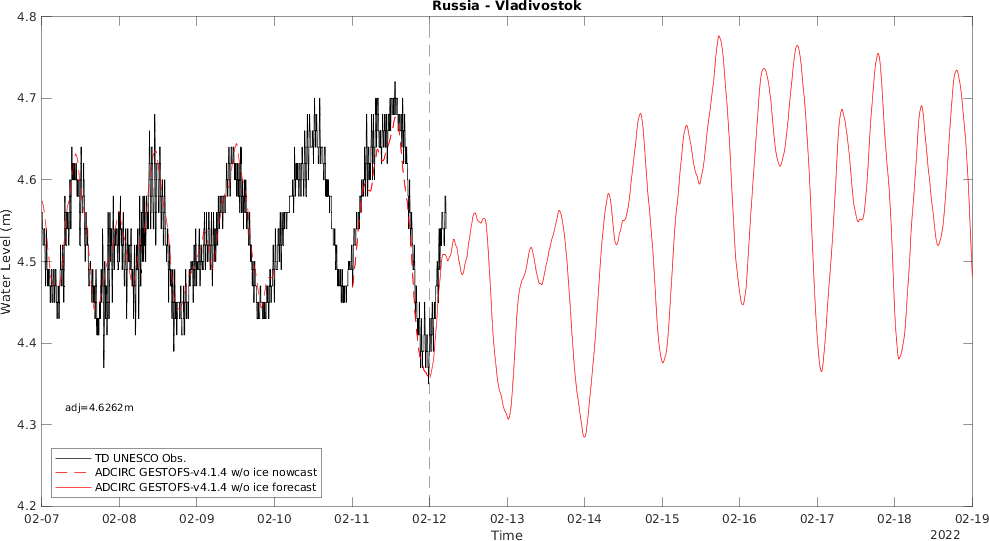 Russia - Vladivostok
4.8
4.7
4.6
4.5
4.4
4.3
4.2
Water Level (m)
adj=4.6262m
TD UNESCO Obs.
ADCIRC GESTOFS-v4.1.4 w/o ice nowcast
ADCIRC GESTOFS-v4.1.4 w/o ice forecast
02-07 02-08 02-09 02-10 02-11 02-12 02-13 02-14 02-15 02-16 02-17 02-18 02-19
Time
2022